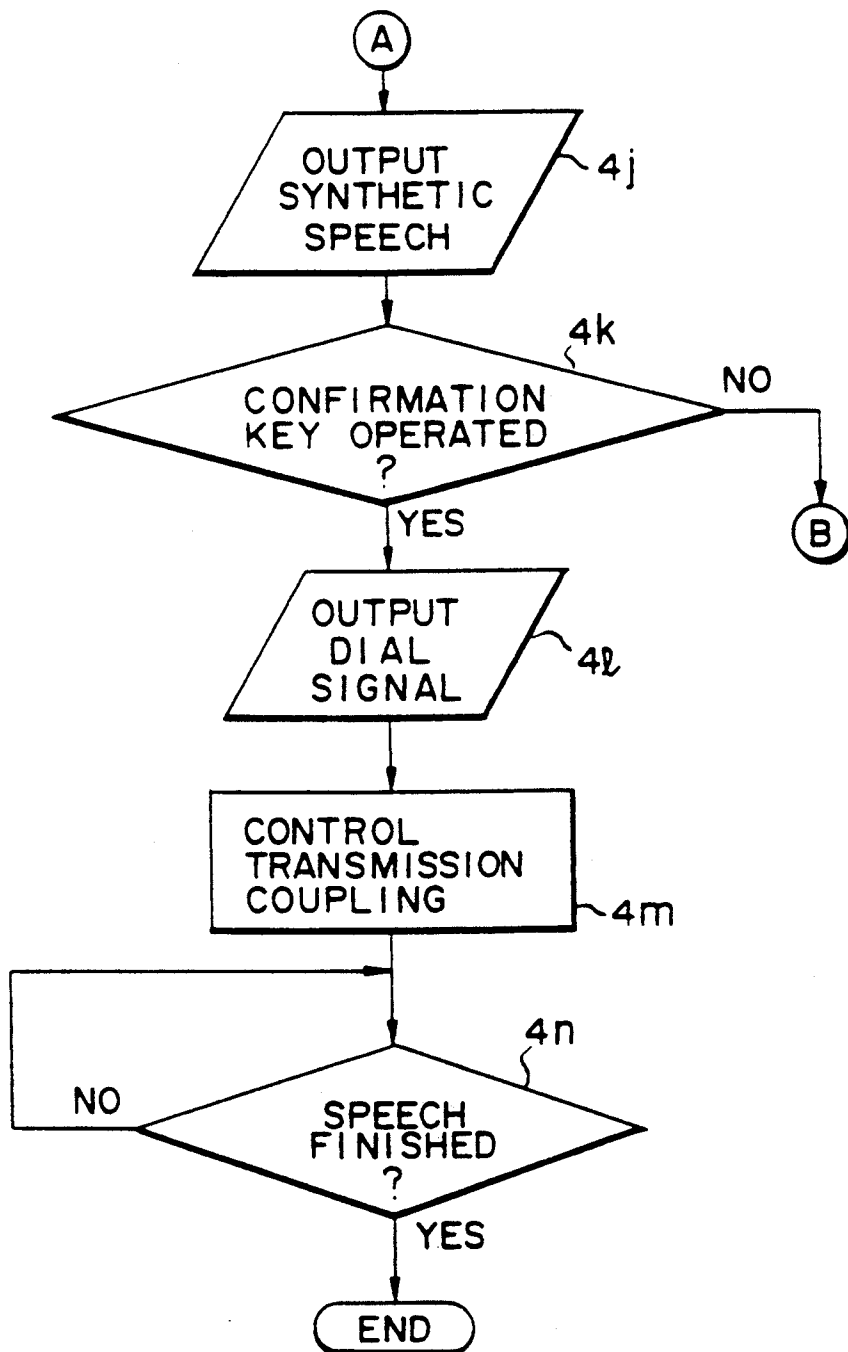 A
OUTPUT
SYNTHETIC
SPEECH
4j
4k
CONFIRMATION
KEY OPERATED
?
NO
B
YES
OUTPUT
DIAL
SIGNAL
4ℓ
CONTROL
TRANSMISSION
COUPLING
4m
4n
NO
SPEECH
FINISHED
?
YES
END